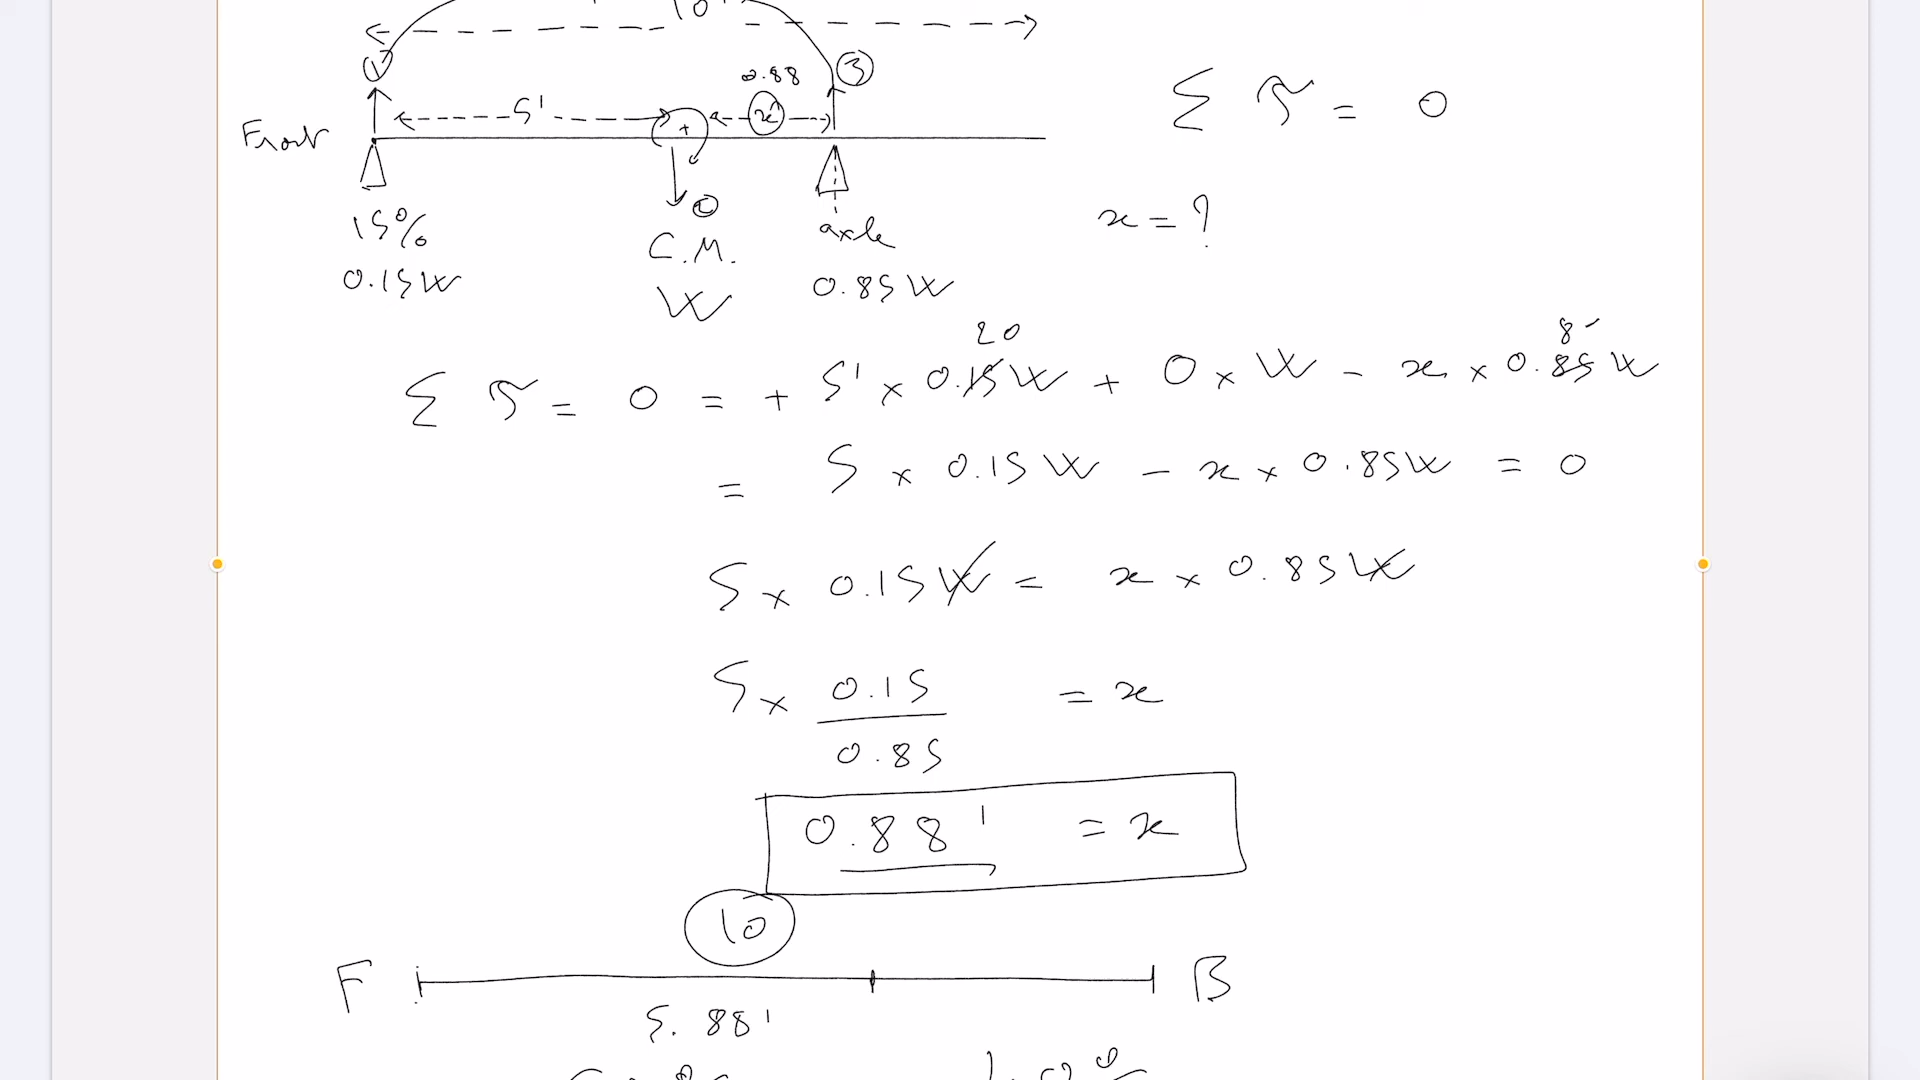 10'
① 0.88 ③
5' x
Front +
15% ② axle
0.15W C.M. 0.85W
W
Σ τ = 0
x = ?
20 8
Σ τ = 0 = + 5' × 0.15W + 0 × W - x × 0.85W
= 5 × 0.15W - x × 0.85W = 0
5 × 0.15W = x × 0.85W
5 × 0.15 / 0.85 = x
0.88' = x
10
F B
5.88'